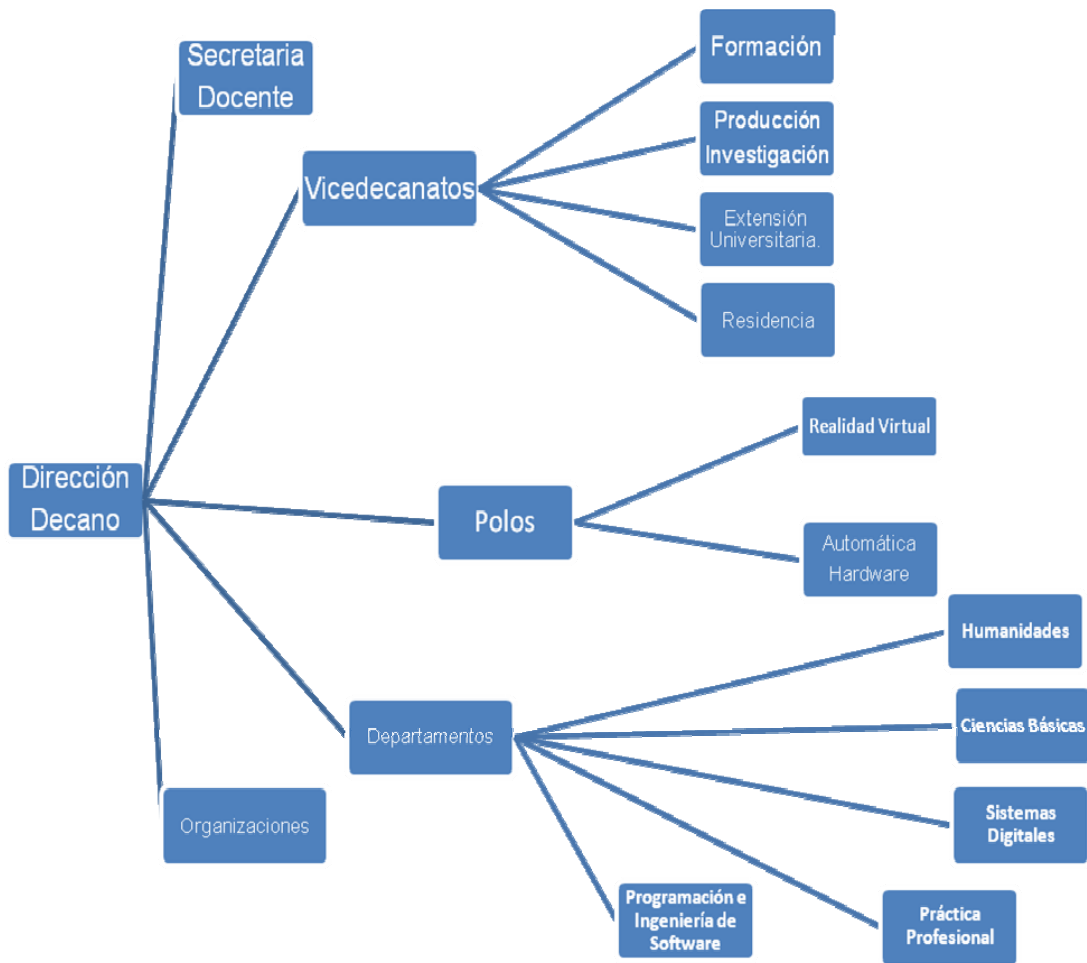 Secretaria
Docente
Vicedecanatos
Formación
Producción
Investigación
Extensión
Universitaria.
Residencia
Dirección
Decano
Polos
Realidad Virtual
Automática
Hardware
Departamentos
Humanidades
Ciencias Básicas
Sistemas
Digitales
Práctica
Profesional
Programación e
Ingeniería de
Software
Organizaciones